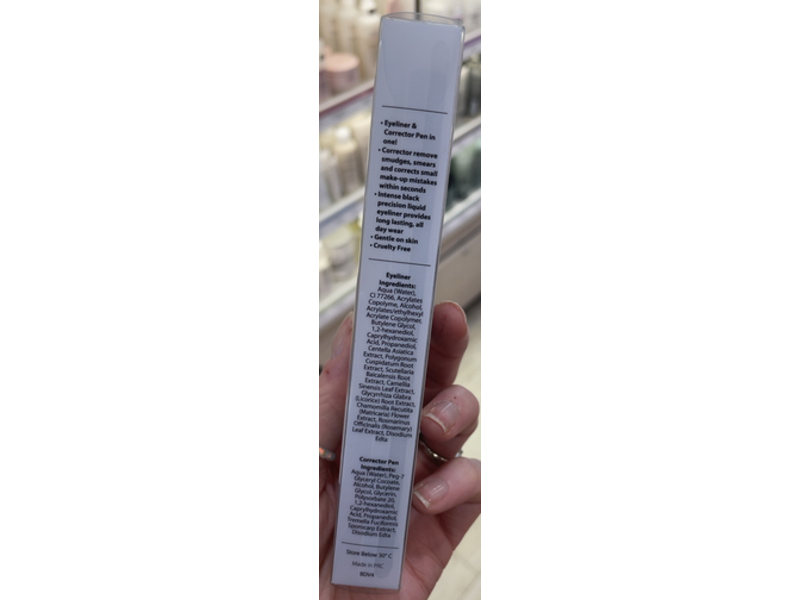 • Eyeliner &
Corrector Pen in
one!
• Corrector remove
smudges, smears
and corrects small
make-up mistakes
within seconds
• Intense black
precision liquid
eyeliner provides
long lasting, all
day wear
• Gentle on skin
• Cruelty Free
Eyeliner
Ingredients:
Aqua (Water),
CI 77266, Acrylates
Copolyme, Alcohol,
Acrylates/ethylhexyl
Acrylate Copolymer,
Butylene Glycol,
1,2-hexanediol,
Caprylhydroxamic
Acid, Propanediol,
Centella Asiatica
Extract, Polygonum
Cuspidatum Root
Extract, Scutellaria
Baicalensis Root
Extract, Camellia
Sinensis Leaf Extract,
Glycyrrhiza Glabra
(Licorice) Root Extract,
Chamomilla Recutita
(Matricaria) Flower
Extract, Rosmarinus
Officinalis (Rosemary)
Leaf Extract, Disodium
Edta
Corrector Pen
Ingredients:
Aqua (Water), Peg-7
Glyceryl Cocoate,
Alcohol, Butylene
Glycol, Glycerin,
Polysorbate 20,
1,2-hexanediol,
Caprylhydroxamic
Acid, Propanediol,
Tremella Fuciformis
Sporocarp Extract,
Disodium Edta
Store Below 30° C
Made in PRC